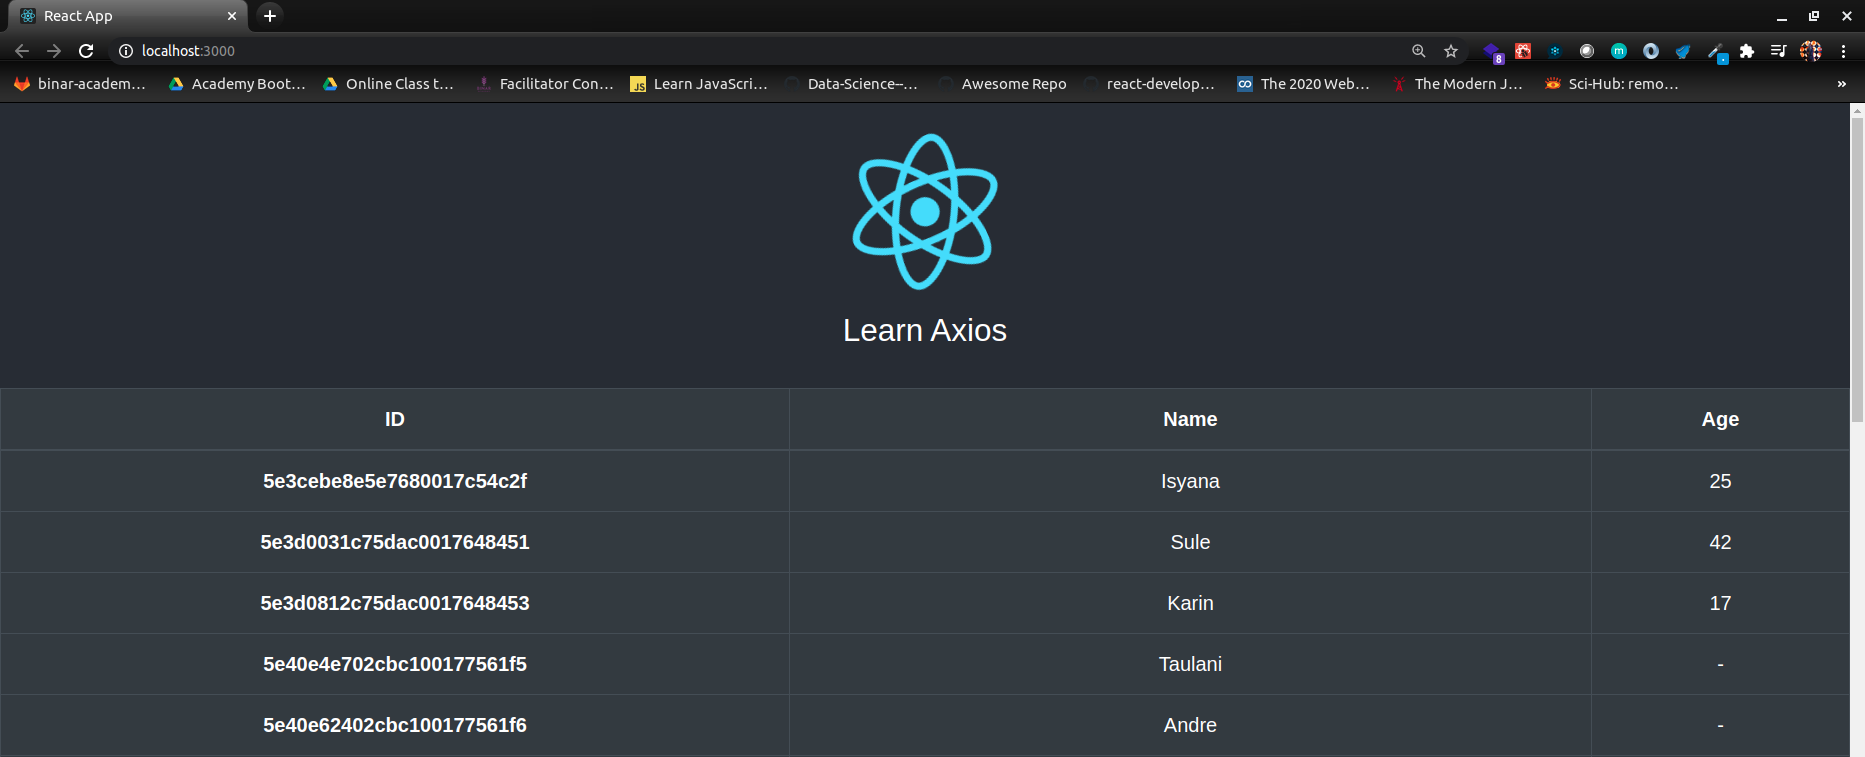 React App
localhost:3000
8
m
binar-academ... Academy Boot... Online Class t... Facilitator Con... JS Learn JavaScri... Data-Science--... Awesome Repo react-develop... The 2020 Web... The Modern J... Sci-Hub: remo... »
Learn Axios
ID Name Age
5e3cebe8e5e7680017c54c2f Isyana 25
5e3d0031c75dac0017648451 Sule 42
5e3d0812c75dac0017648453 Karin 17
5e40e4e702cbc100177561f5 Taulani -
5e40e62402cbc100177561f6 Andre -